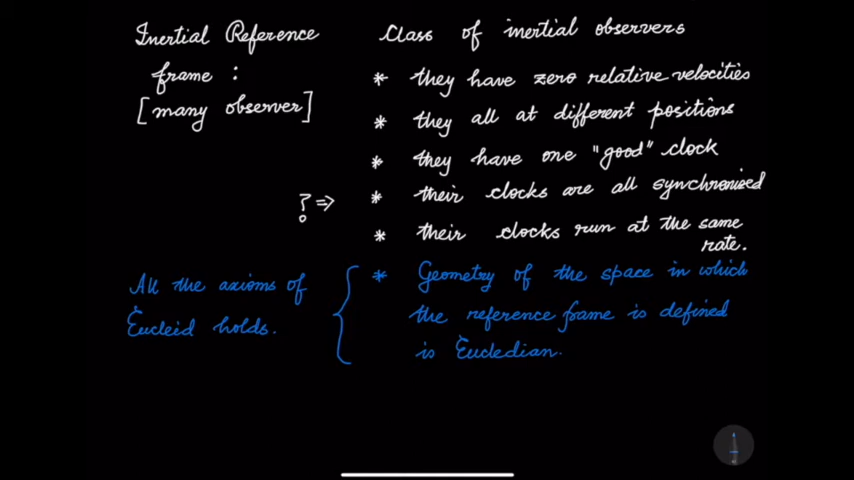 Inertial Reference
frame :
[many observer]
Class of inertial observers
* they have zero relative velocities
* they all at different positions
* they have one "good" clock
? ⇒ * their clocks are all synchronised
* their clocks run at the same
rate.
All the axioms of
Eucleid holds.
* Geometry of the space in which
the reference frame is defined
is Eucledian.